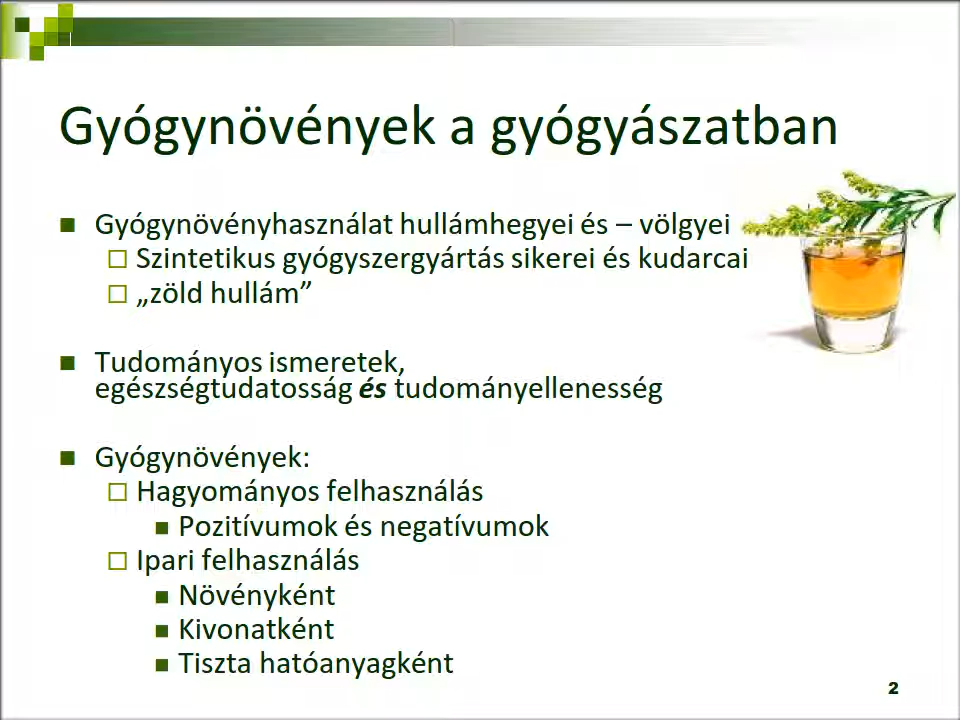 Gyógynövények a gyógyászatban
Gyógynövényhasználat hullámhegyei és – völgyei
Szintetikus gyógyszergyártás sikerei és kudarcai
„zöld hullám”
Tudományos ismeretek,
egészségtudatosság és tudományellenesség
Gyógynövények:
Hagyományos felhasználás
Pozitívumok és negatívumok
Ipari felhasználás
Növényként
Kivonatként
Tiszta hatóanyagként
2